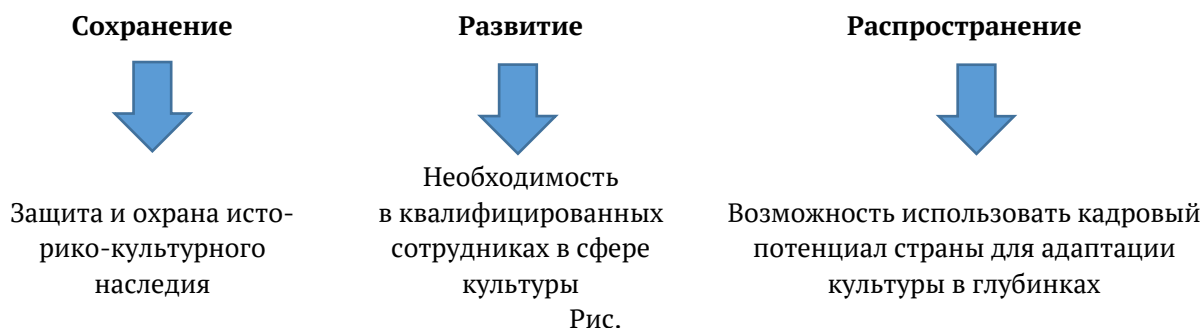 Сохранение
Развитие
Распространение
Защита и охрана исто-
рико-культурного
наследия
Необходимость
в квалифицированных
сотрудниках в сфере
культуры
Возможность использовать кадровый
потенциал страны для адаптации
культуры в глубинках
Рис.